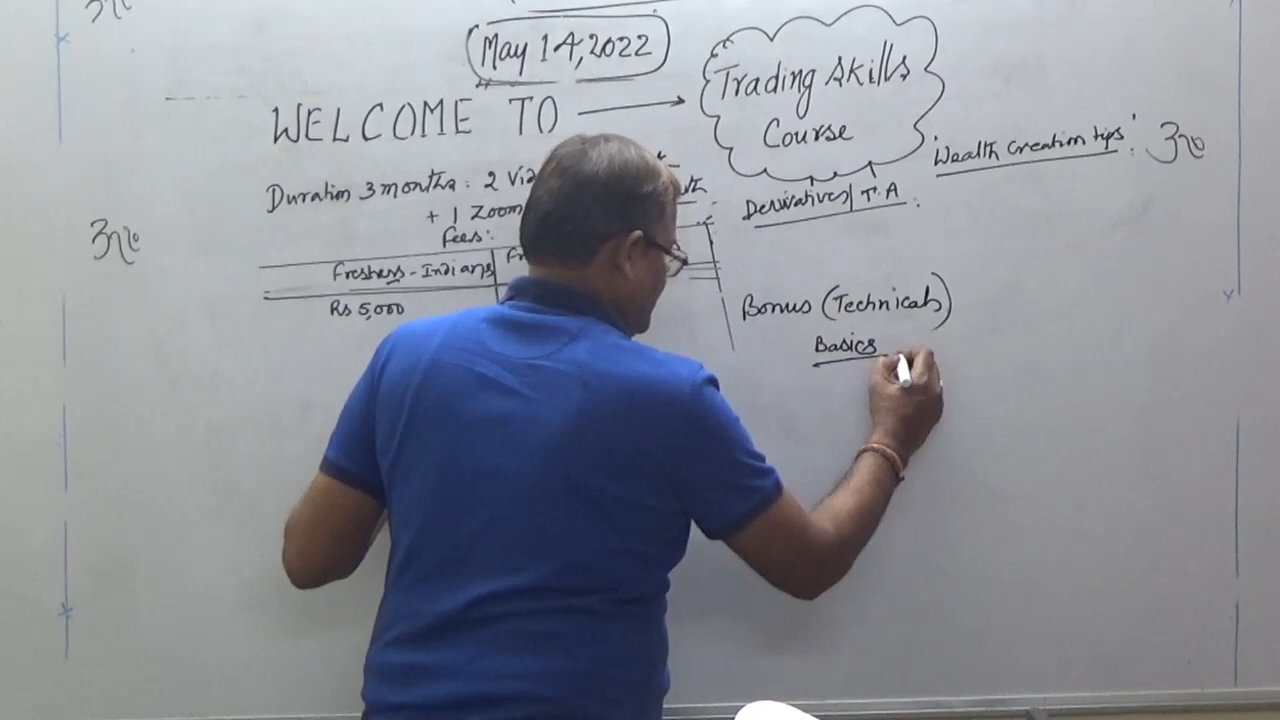 May 14, 2022
WELCOME TO
Trading Skills
Course
'Wealth Creation tips'
Duration 3 months : 2
+ 1 Zoom
Derivatives / T.A
Fees:
Freshers - Indians
Rs 5,000
Bonus (Technicals)
Basics